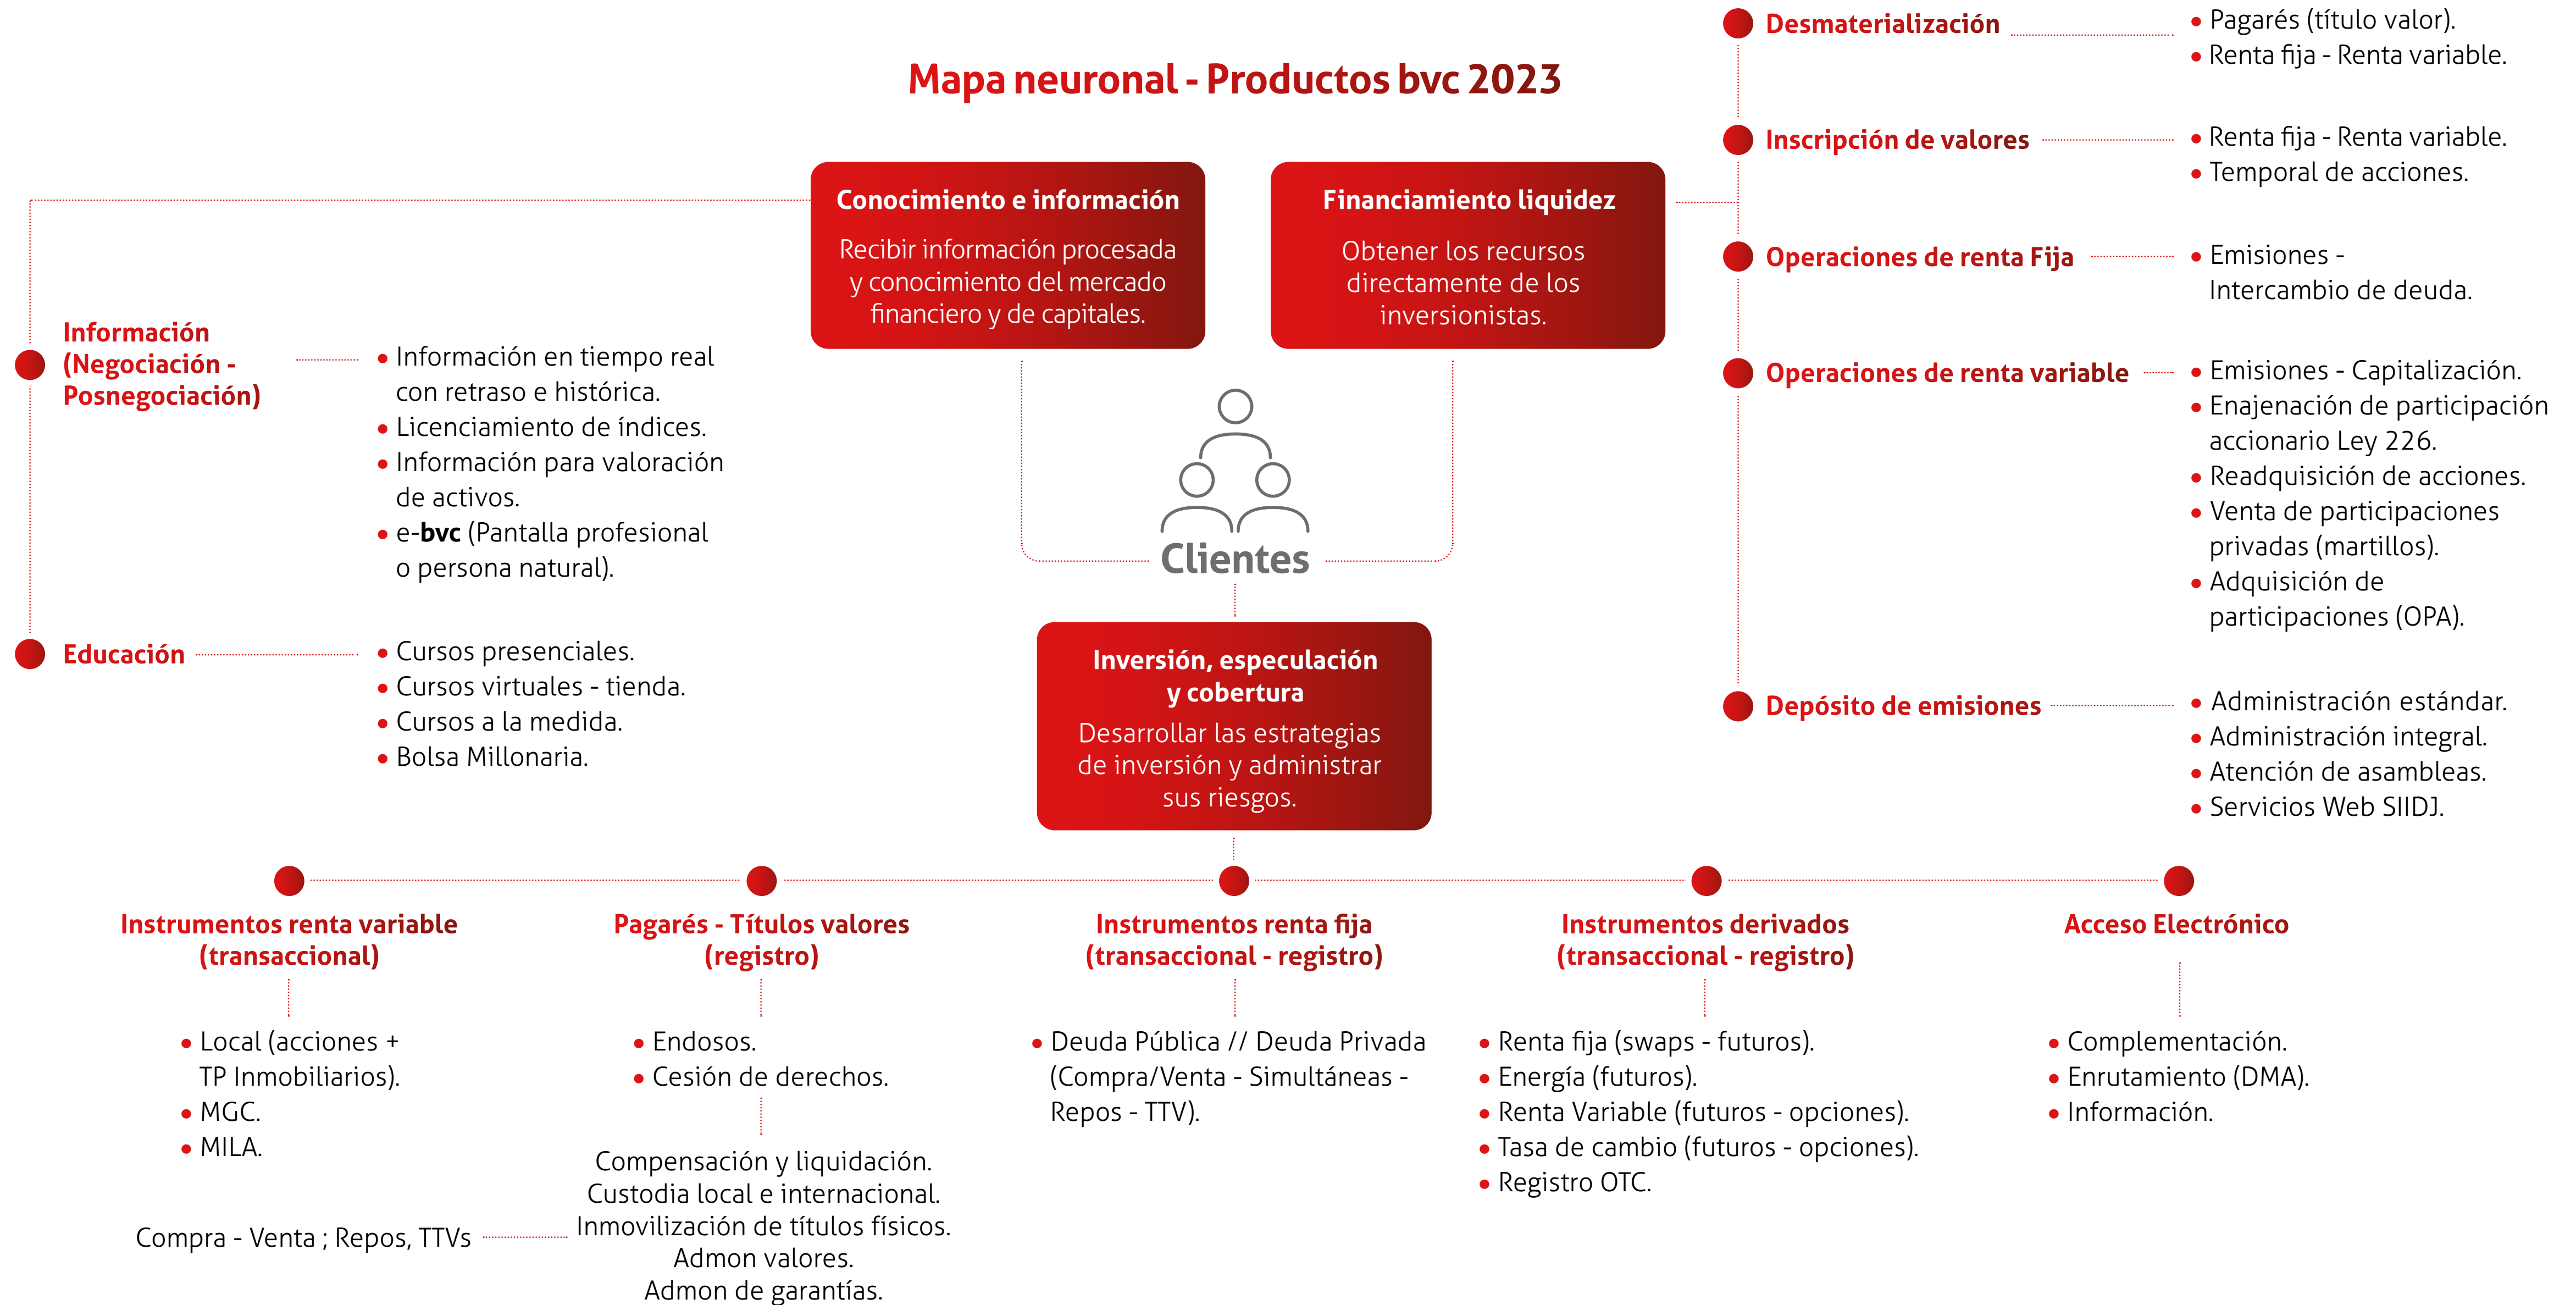 Mapa neuronal - Productos bvc 2023
Conocimiento e información
Recibir información procesada
y conocimiento del mercado
financiero y de capitales.
Financiamiento liquidez
Obtener los recursos
directamente de los
inversionistas.
Clientes
Inversión, especulación
y cobertura
Desarrollar las estrategias
de inversión y administrar
sus riesgos.
Información
(Negociación -
Posnegociación)
• Información en tiempo real
con retraso e histórica.
• Licenciamiento de índices.
• Información para valoración
de activos.
• e-bvc (Pantalla profesional
o persona natural).
Educación
• Cursos presenciales.
• Cursos virtuales - tienda.
• Cursos a la medida.
• Bolsa Millonaria.
Desmaterialización
• Pagarés (título valor).
• Renta fija - Renta variable.
Inscripción de valores
• Renta fija - Renta variable.
• Temporal de acciones.
Operaciones de renta Fija
• Emisiones -
Intercambio de deuda.
Operaciones de renta variable
• Emisiones - Capitalización.
• Enajenación de participación
accionario Ley 226.
• Readquisición de acciones.
• Venta de participaciones
privadas (martillos).
• Adquisición de
participaciones (OPA).
Depósito de emisiones
• Administración estándar.
• Administración integral.
• Atención de asambleas.
• Servicios Web SIIDJ.
Instrumentos renta variable
(transaccional)
• Local (acciones +
TP Inmobiliarios).
• MGC.
• MILA.
Compra - Venta ; Repos, TTVs
Pagarés - Títulos valores
(registro)
• Endosos.
• Cesión de derechos.
Compensación y liquidación.
Custodia local e internacional.
Inmovilización de títulos físicos.
Admon valores.
Admon de garantías.
Instrumentos renta fija
(transaccional - registro)
• Deuda Pública // Deuda Privada
(Compra/Venta - Simultáneas -
Repos - TTV).
Instrumentos derivados
(transaccional - registro)
• Renta fija (swaps - futuros).
• Energía (futuros).
• Renta Variable (futuros - opciones).
• Tasa de cambio (futuros - opciones).
• Registro OTC.
Acceso Electrónico
• Complementación.
• Enrutamiento (DMA).
• Información.